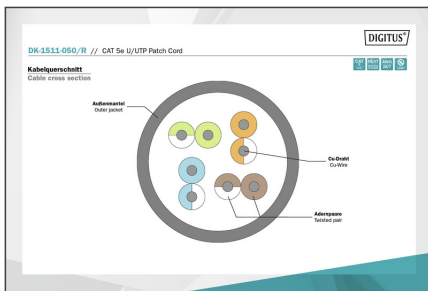 DIGITUS®
DK-1511-050/R // CAT 5e U/UTP Patch Cord
Kabelquerschnitt
Cable cross section
Außenmantel
Outer jacket
Cu-Draht
Cu-Wire
Adernpaare
Twisted pair